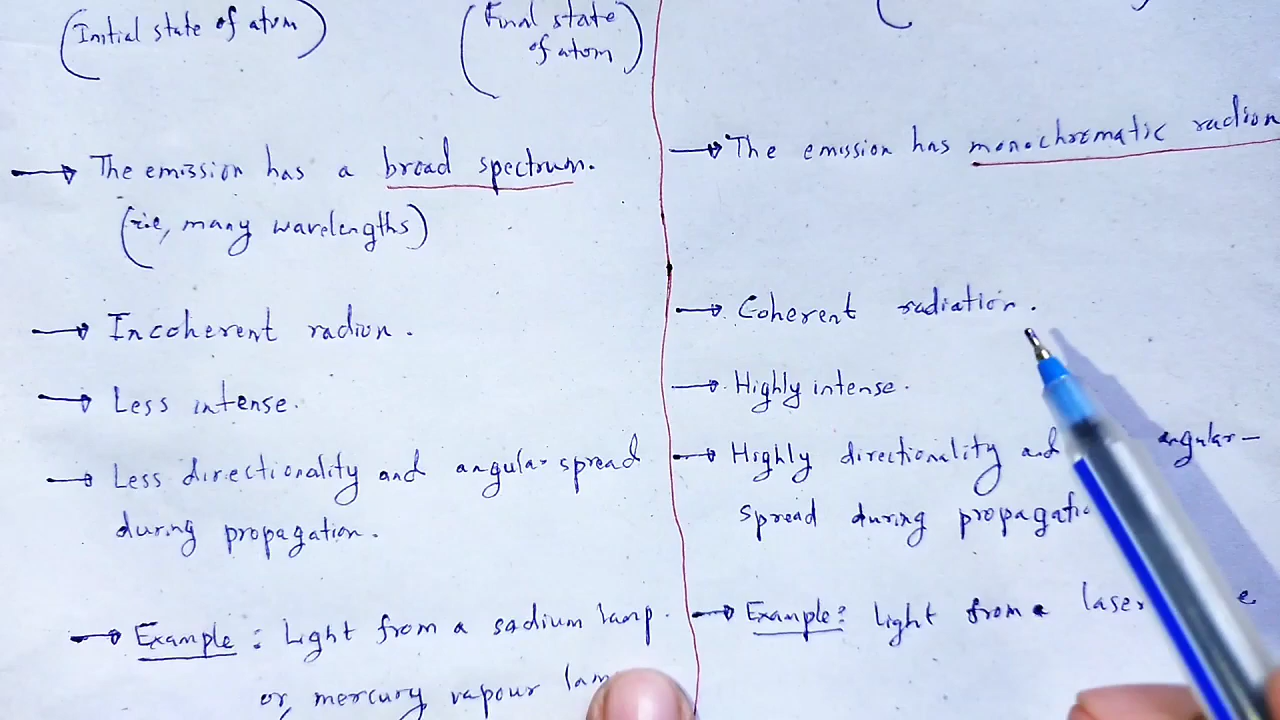 (Initial state of atom)
(Final state
of atom)
→ The emission has a broad spectrum.
(i.e, many wavelengths)
→ Incoherent radion.
→ Less intense.
→ Less directionality and angular spread
during propagation.
→ Example : Light from a sodium lamp.
or, mercury vapour
→ The emission has monochromatic radion
→ Coherent radiation.
→ Highly intense.
→ Highly directionality and angular-
spread during
→ Example : light from a laser